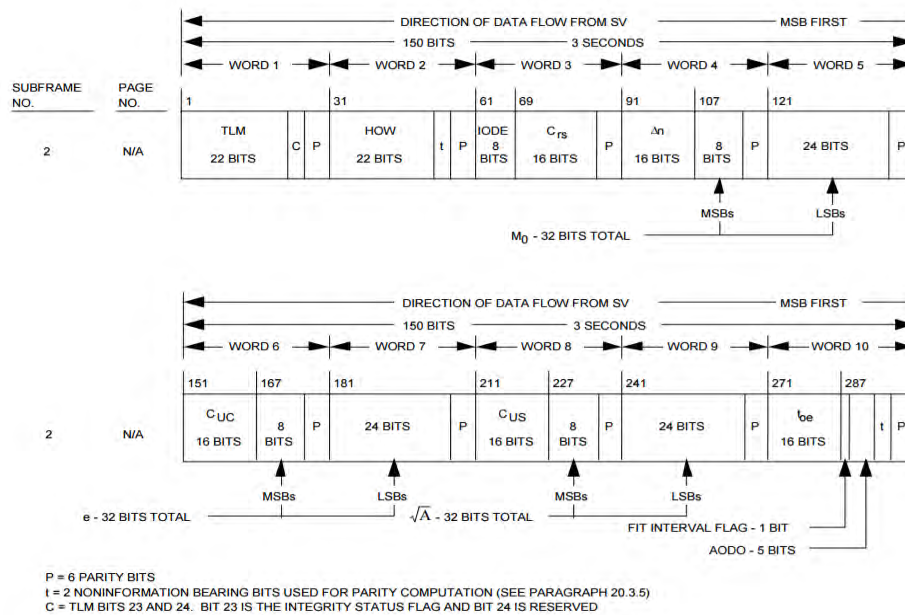 DIRECTION OF DATA FLOW FROM SV MSB FIRST
150 BITS 3 SECONDS
WORD 1 WORD 2 WORD 3 WORD 4 WORD 5
SUBFRAME NO. PAGE NO.
1 31 61 69 91 107 121
2 N/A
TLM 22 BITS C P HOW 22 BITS t P IODE 8 BITS Crs 16 BITS P Δn 16 BITS 8 BITS P 24 BITS P
MSBs LSBs
M0 - 32 BITS TOTAL
DIRECTION OF DATA FLOW FROM SV MSB FIRST
150 BITS 3 SECONDS
WORD 6 WORD 7 WORD 8 WORD 9 WORD 10
151 167 181 211 227 241 271 287
2 N/A
CUC 16 BITS 8 BITS P 24 BITS P CUS 16 BITS 8 BITS P 24 BITS P toe 16 BITS t P
MSBs LSBs MSBs LSBs
e - 32 BITS TOTAL √A - 32 BITS TOTAL
FIT INTERVAL FLAG - 1 BIT
AODO - 5 BITS
P = 6 PARITY BITS
t = 2 NONINFORMATION BEARING BITS USED FOR PARITY COMPUTATION (SEE PARAGRAPH 20.3.5)
C = TLM BITS 23 AND 24. BIT 23 IS THE INTEGRITY STATUS FLAG AND BIT 24 IS RESERVED